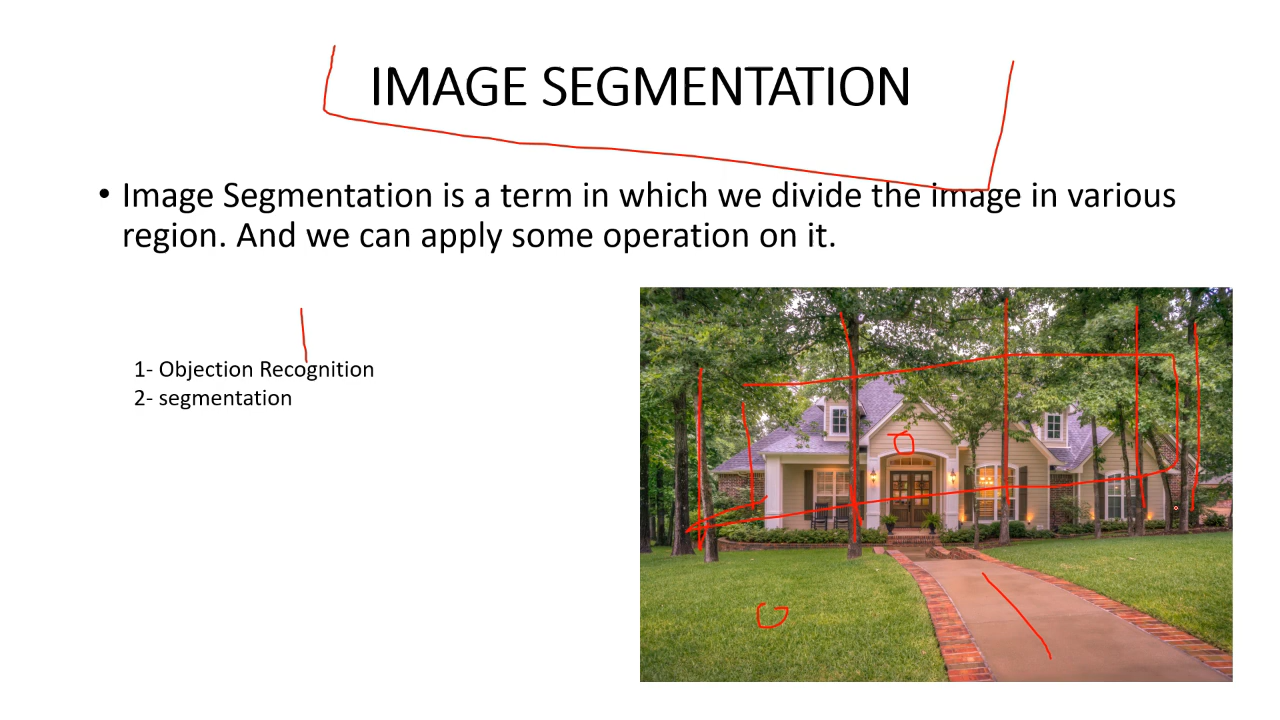 IMAGE SEGMENTATION
• Image Segmentation is a term in which we divide the image in various
region. And we can apply some operation on it.
1- Objection Recognition
2- segmentation